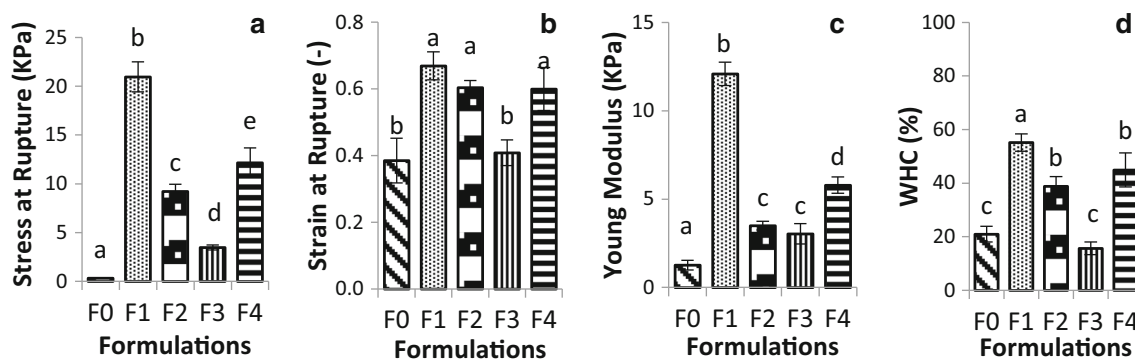 a
Stress at Rupture (KPa)
25
20
15
10
5
0
a
b
c
d
e
F0 F1 F2 F3 F4
Formulations
b
Strain at Rupture (-)
0.8
0.6
0.4
0.2
0.0
b
a
a
b
a
F0 F1 F2 F3 F4
Formulations
c
Young Modulus (KPa)
15
10
5
0
a
b
c
c
d
F0 F1 F2 F3 F4
Formulations
d
WHC (%)
100
80
60
40
20
0
c
a
b
c
b
F0 F1 F2 F3 F4
Formulations